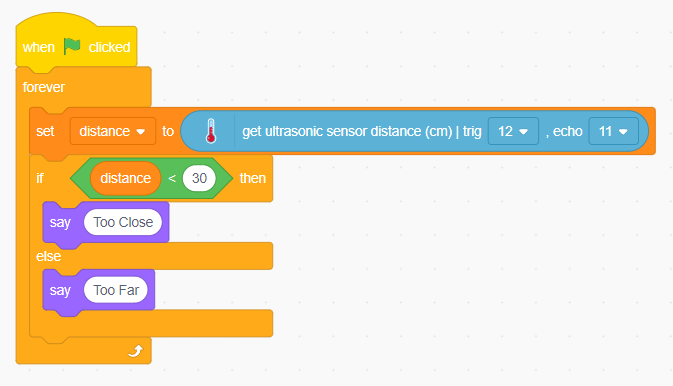 when clicked
forever
set distance to get ultrasonic sensor distance (cm) | trig 12 , echo 11
if distance < 30 then
say Too Close
else
say Too Far